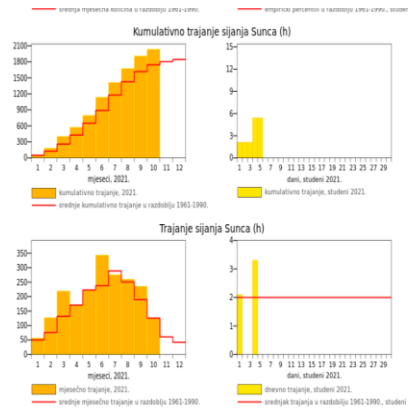 srednja mjesečna količina u razdoblju 1961-1990.
empirički percentili u razdoblju 1961-1990., studeni
Kumulativno trajanje sijanja Sunca (h)
2100 1800 1500 1200 900 600 300 0
15 12 9 6 3 0
1 2 3 4 5 6 7 8 9 10 11 12
1 3 5 7 9 11 13 15 17 19 21 23 25 27 29
mjeseci, 2021.
dani, studeni 2021.
kumulativno trajanje, 2021.
kumulativno trajanje, studeni 2021.
srednje kumulativno trajanje u razdoblju 1961-1990.
Trajanje sijanja Sunca (h)
350 300 250 200 150 100 50 0
4 3 2 1 0
1 2 3 4 5 6 7 8 9 10 11 12
1 3 5 7 9 11 13 15 17 19 21 23 25 27 29
mjeseci, 2021.
dani, studeni 2021.
mjesečno trajanje, 2021.
dnevno trajanje, studeni 2021.
srednje mjesečno trajanje u razdoblju 1961-1990.
srednjak trajanja u razdoblju 1961-1990., studeni